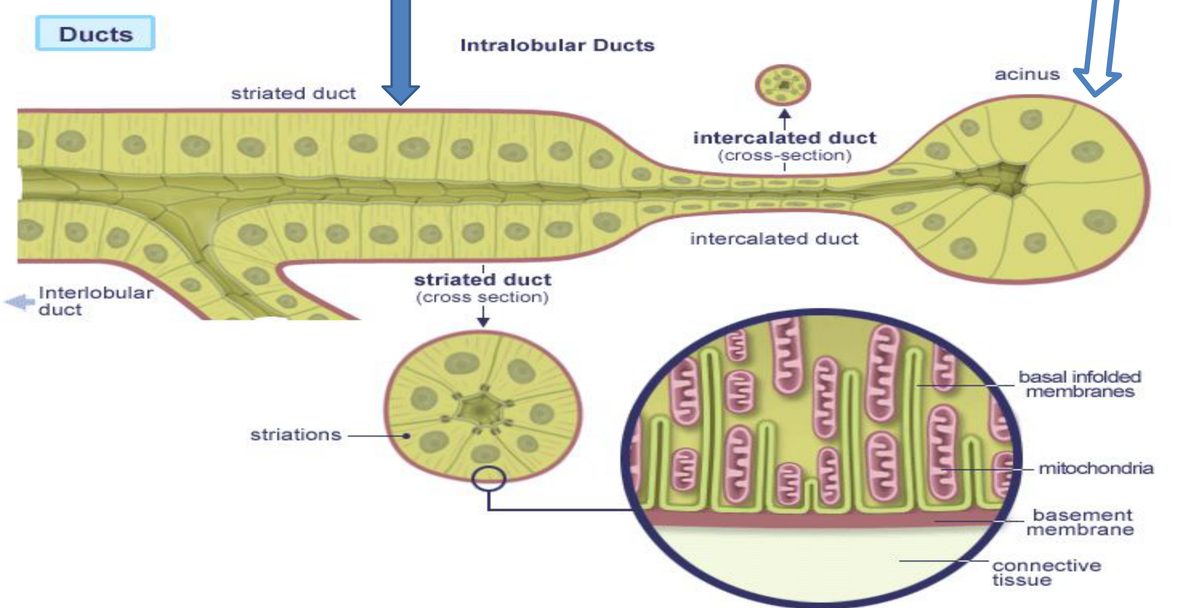 Ducts
Intralobular Ducts
striated duct
acinus
intercalated duct
(cross-section)
intercalated duct
striated duct
(cross section)
Interlobular
duct
striations
basal infolded
membranes
mitochondria
basement
membrane
connective
tissue